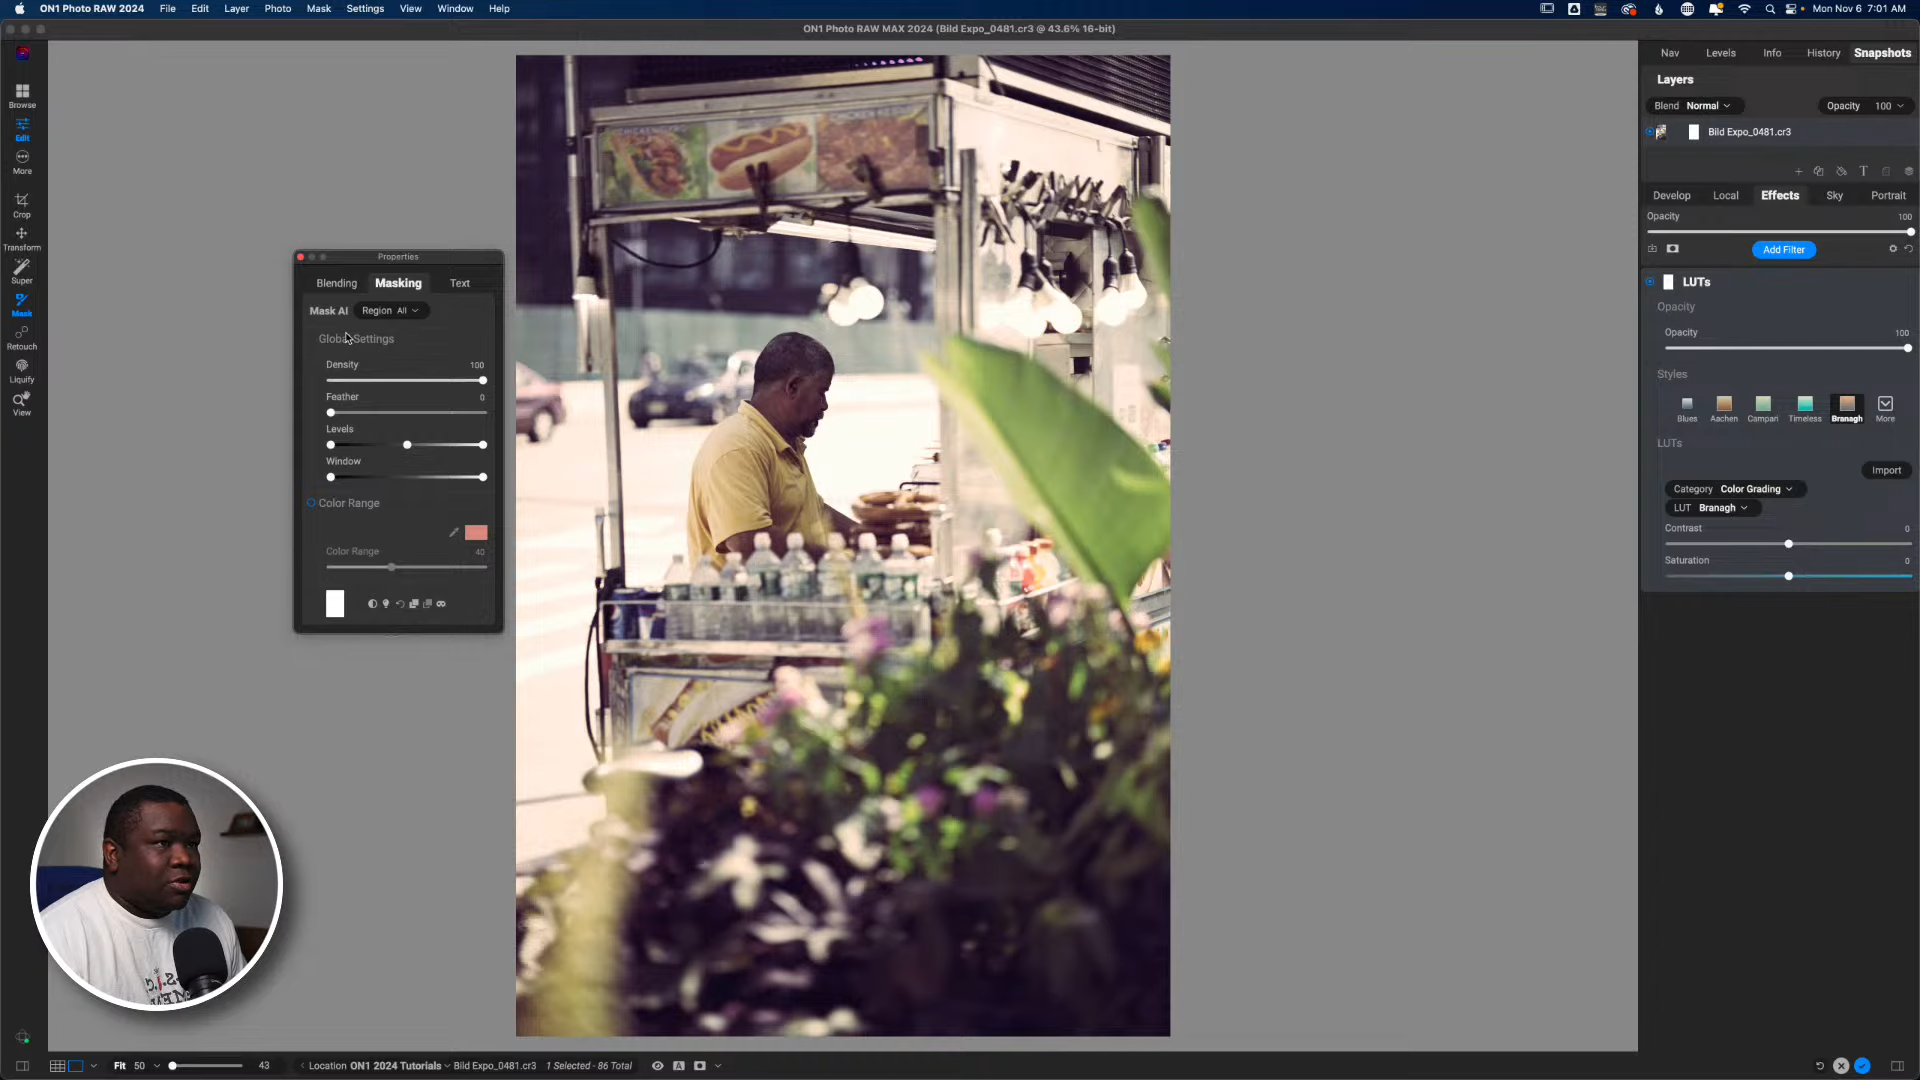 ON1 Photo RAW 2024 File Edit Layer Photo Mask Settings View Window Help Mon Nov 6 7:01 AM
ON1 Photo RAW MAX 2024 (Bild Expo_0481.cr3 @ 43.6% 16-bit)
Browse
Edit
More
Crop
Transform
Super
Mask
Retouch
Liquify
View
Properties
Blending Masking Text
Mask AI Region All
Global Settings
Density 100
Feather 0
Levels
Window
Color Range
Color Range 40
Nav Levels Info History Snapshots
Layers
Blend Normal Opacity 100
Bild Expo_0481.cr3
Develop Local Effects Sky Portrait
Opacity 100
Add Filter
LUTs
Opacity
Opacity 100
Styles
Blues Aachen Campari Timeless Branagh More
LUTs
Import
Category Color Grading
LUT Branagh
Contrast 0
Saturation 0
Fit 50 43 Location ON1 2024 Tutorials Bild Expo_0481.cr3 1 Selected - 86 Total